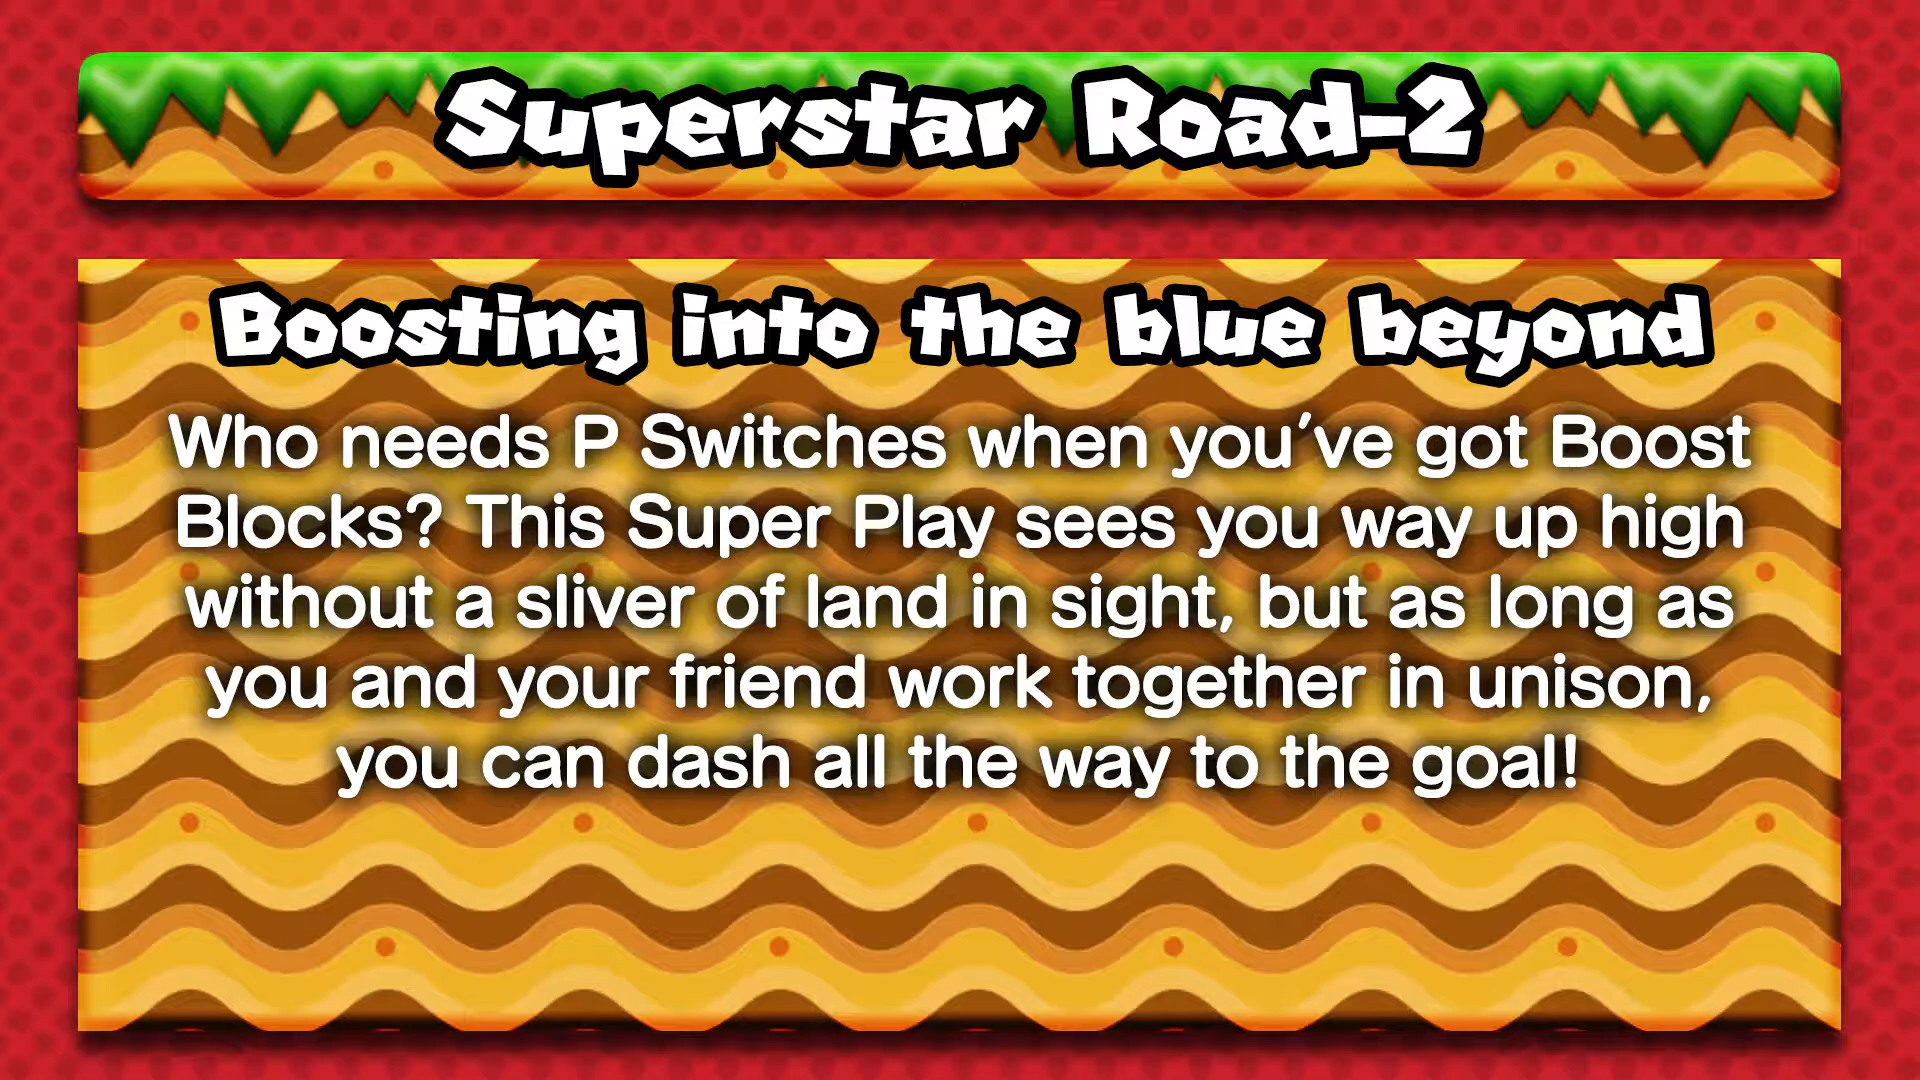 Superstar Road-2
Boosting into the blue beyond
Who needs P Switches when you've got Boost
Blocks? This Super Play sees you way up high
without a sliver of land in sight, but as long as
you and your friend work together in unison,
you can dash all the way to the goal!